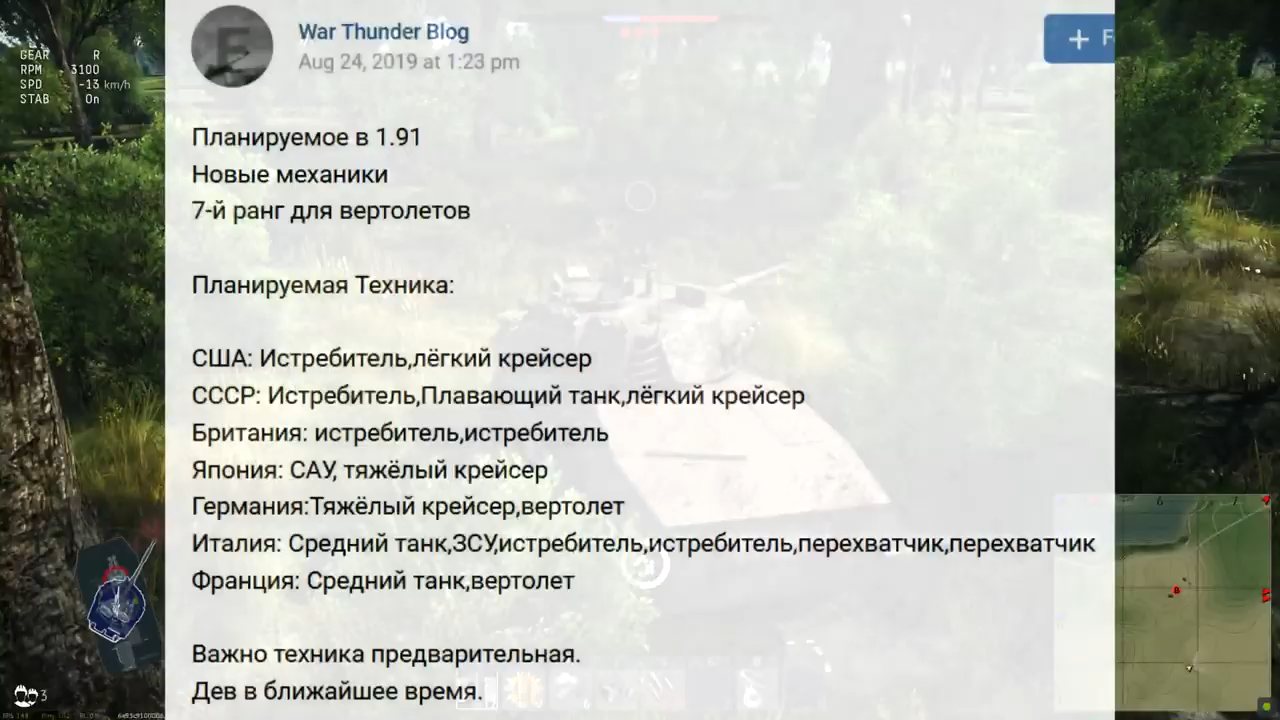 GEAR R
RPM 3100
SPD -13 km/h
STAB On
War Thunder Blog
Aug 24, 2019 at 1:23 pm
+ F
Планируемое в 1.91
Новые механики
7-й ранг для вертолетов
Планируемая Техника:
США: Истребитель,лёгкий крейсер
СССР: Истребитель,Плавающий танк,лёгкий крейсер
Британия: истребитель,истребитель
Япония: САУ, тяжёлый крейсер
Германия:Тяжёлый крейсер,вертолет
Италия: Средний танк,ЗСУ,истребитель,истребитель,перехватчик,перехватчик
Франция: Средний танк,вертолет
Важно техника предварительная.
Дев в ближайшее время.
3